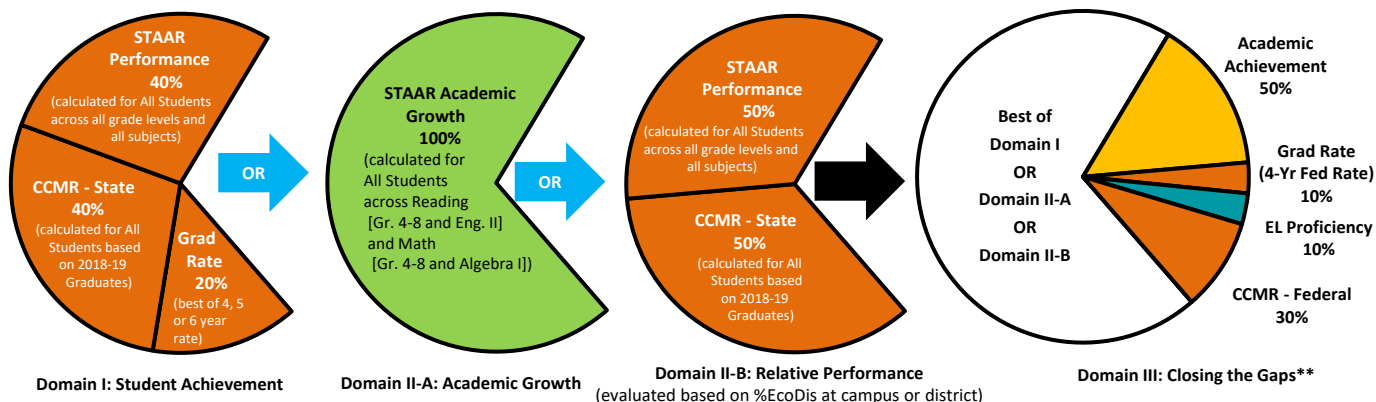 STAAR
Performance
40%
(calculated for All Students
across all grade levels and
all subjects)
CCMR - State
40%
(calculated for All
Students based
on 2018-19
Graduates)
Grad
Rate
20%
(best of 4, 5
or 6 year
rate)
OR
Domain I: Student Achievement
STAAR Academic
Growth
100%
(calculated for
All Students
across Reading
[Gr. 4-8 and Eng. II]
and Math
[Gr. 4-8 and Algebra I])
OR
Domain II-A: Academic Growth
STAAR
Performance
50%
(calculated for All Students
across all grade levels and
all subjects)
CCMR - State
50%
(calculated for All
Students based
on 2018-19
Graduates)
Domain II-B: Relative Performance
(evaluated based on %EcoDis at campus or district)
Best of
Domain I
OR
Domain II-A
OR
Domain II-B
Academic
Achievement
50%
Grad Rate
(4-Yr Fed Rate)
10%
EL Proficiency
10%
CCMR - Federal
30%
Domain III: Closing the Gaps**